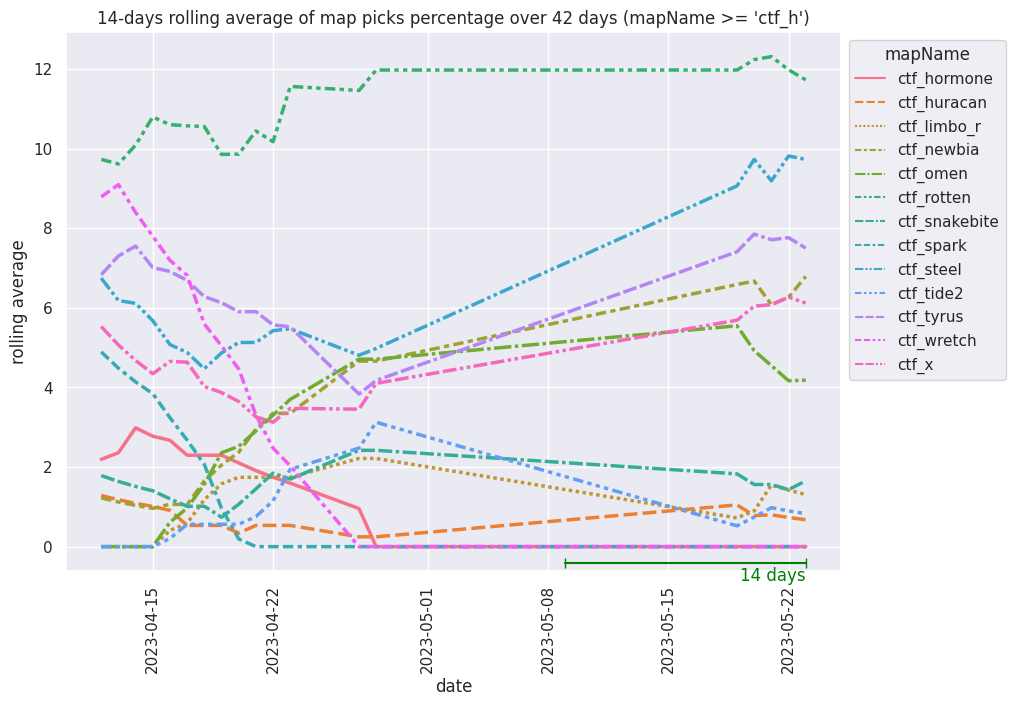 14-days rolling average of map picks percentage over 42 days (mapName >= 'ctf_h')
rolling average
12
10
8
6
4
2
0
2023-04-15
2023-04-22
2023-05-01
2023-05-08
2023-05-15
2023-05-22
date
14 days
mapName
ctf_hormone
ctf_huracan
ctf_limbo_r
ctf_newbia
ctf_omen
ctf_rotten
ctf_snakebite
ctf_spark
ctf_steel
ctf_tide2
ctf_tyrus
ctf_wretch
ctf_x